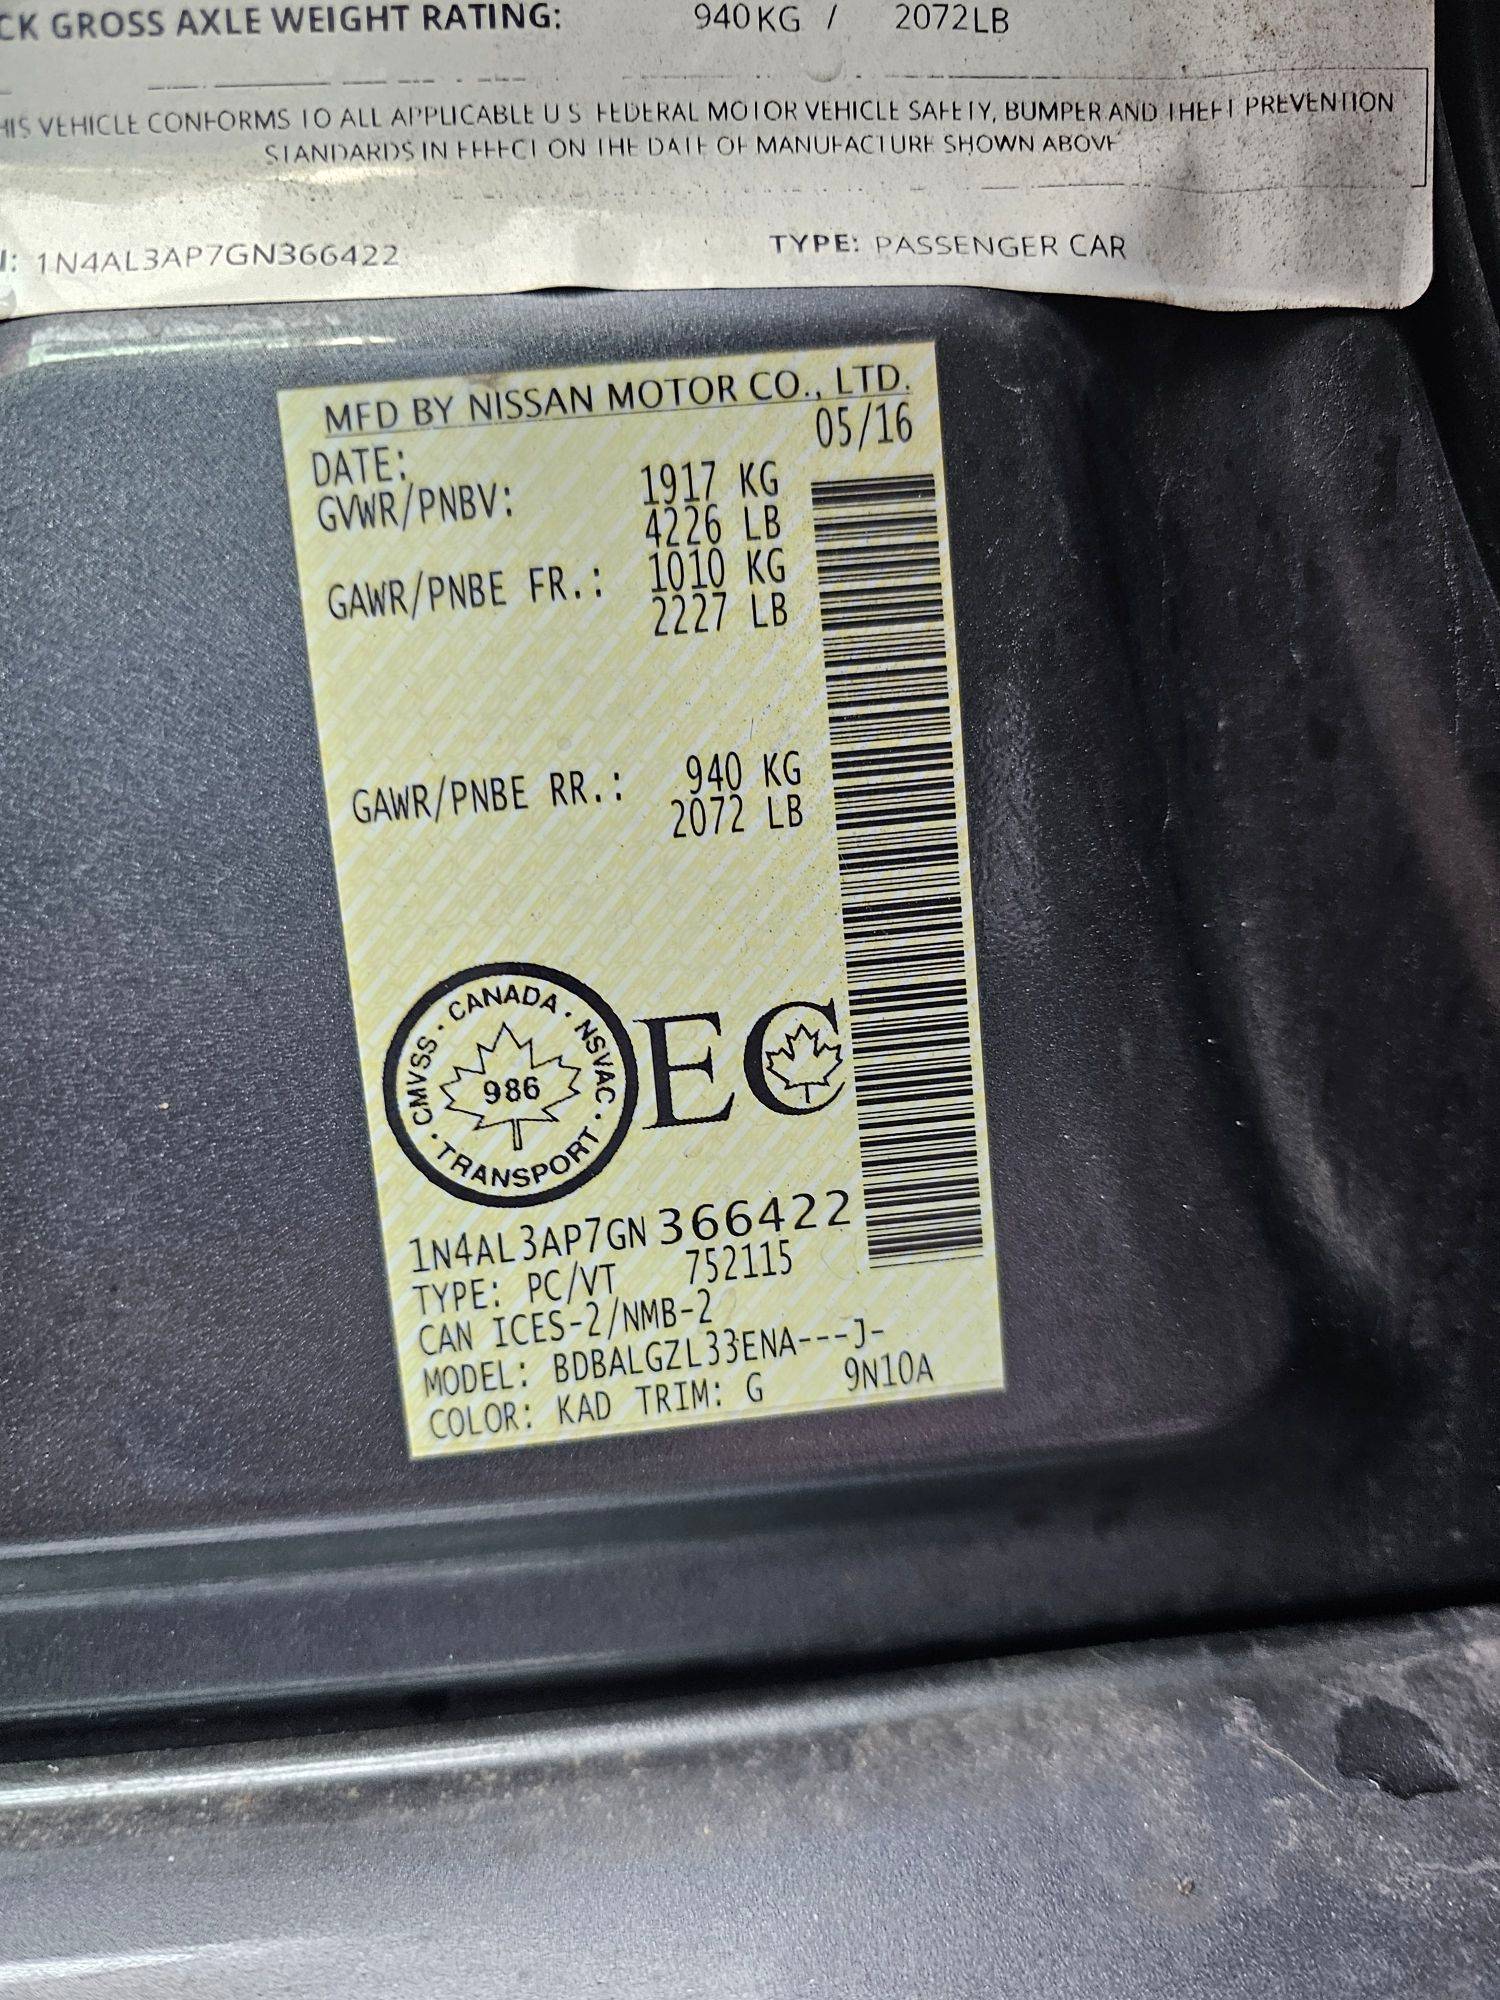 CK GROSS AXLE WEIGHT RATING: 940KG / 2072LB
HIS VEHICLE CONFORMS TO ALL APPLICABLE U S FEDERAL MOTOR VEHICLE SAFETY, BUMPER AND THEFT PREVENTION
STANDARDS IN EFFECT ON THE DATE OF MANUFACTURE SHOWN ABOVE
: 1N4AL3AP7GN366422 TYPE: PASSENGER CAR
MFD BY NISSAN MOTOR CO., LTD.
DATE: 05/16
GVWR/PNBV: 1917 KG
4226 LB
GAWR/PNBE FR.: 1010 KG
2227 LB
GAWR/PNBE RR.: 940 KG
2072 LB
CMVSS · CANADA · NSVAC · TRANSPORT ·
986
EC
1N4AL3AP7GN366422
TYPE: PC/VT 752115
CAN ICES-2/NMB-2
MODEL: BDBALGZL33ENA---J-
COLOR: KAD TRIM: G 9N10A